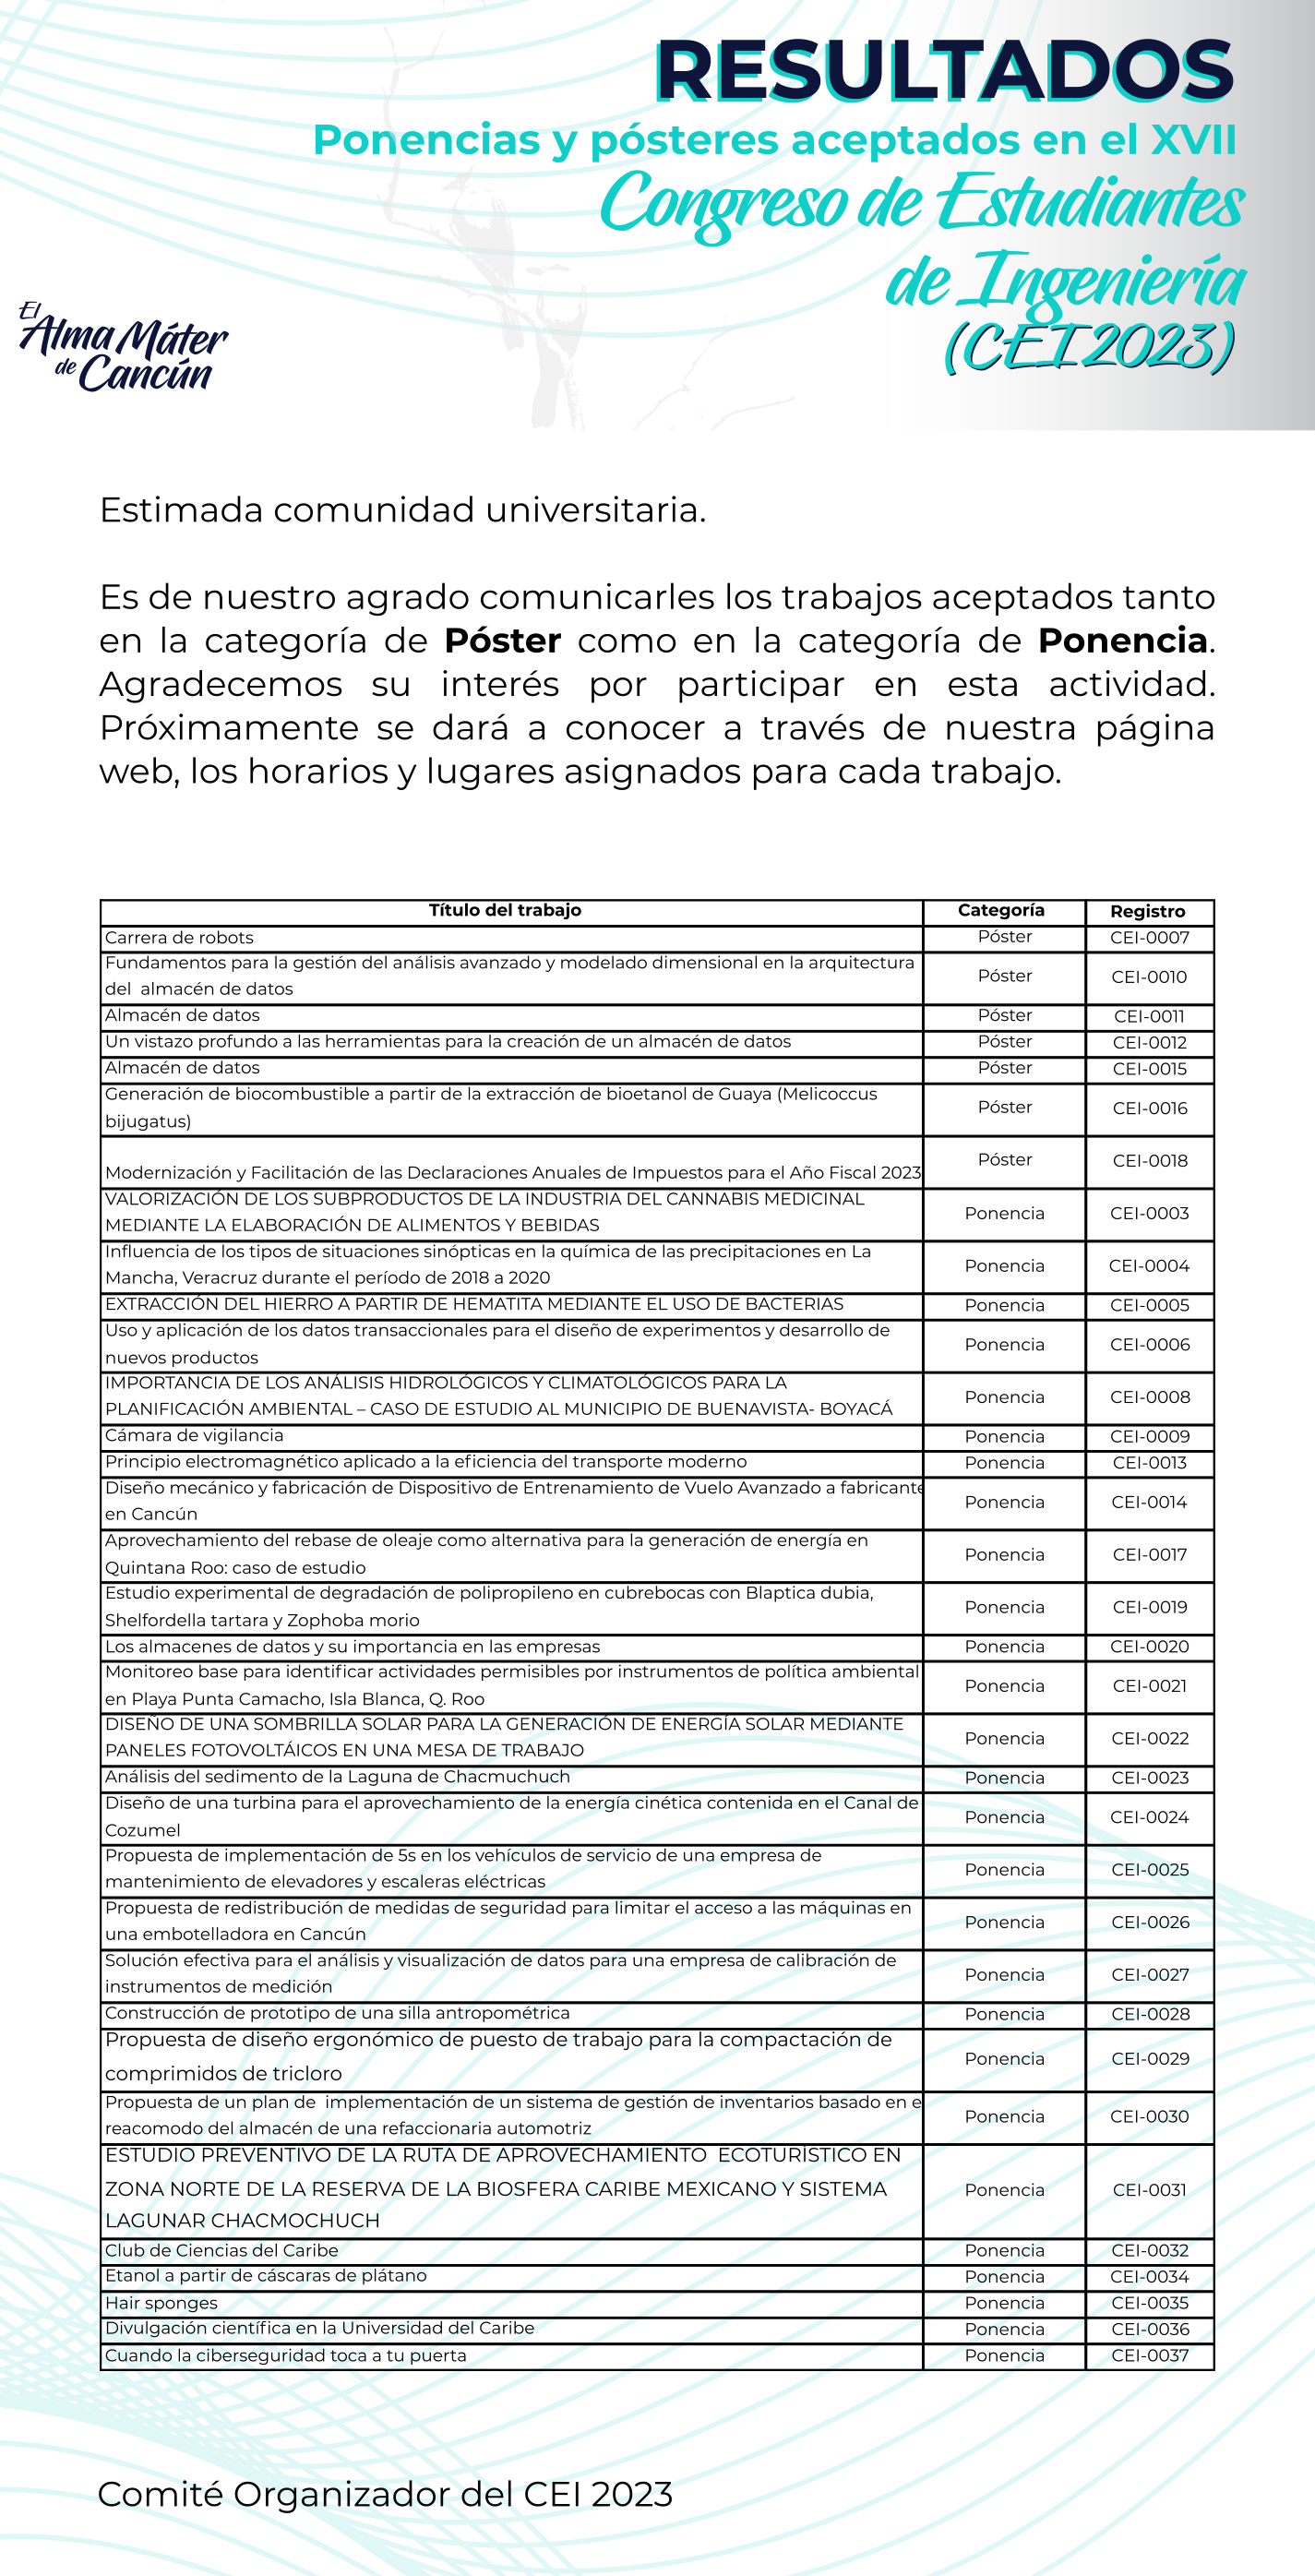 RESULTADOS
Ponencias y pósteres aceptados en el XVII
Congreso de Estudiantes
de Ingeniería
(CEI 2023)
El
Alma Máter
de Cancún
Estimada comunidad universitaria.
Es de nuestro agrado comunicarles los trabajos aceptados tanto
en la categoría de Póster como en la categoría de Ponencia.
Agradecemos su interés por participar en esta actividad.
Próximamente se dará a conocer a través de nuestra página
web, los horarios y lugares asignados para cada trabajo.
Título del trabajo Categoría Registro
Carrera de robots Póster CEI-0007
Fundamentos para la gestión del análisis avanzado y modelado dimensional en la arquitectura
del almacén de datos Póster CEI-0010
Almacén de datos Póster CEI-0011
Un vistazo profundo a las herramientas para la creación de un almacén de datos Póster CEI-0012
Almacén de datos Póster CEI-0015
Generación de biocombustible a partir de la extracción de bioetanol de Guaya (Melicoccus
bijugatus) Póster CEI-0016
Modernización y Facilitación de las Declaraciones Anuales de Impuestos para el Año Fiscal 2023 Póster CEI-0018
VALORIZACIÓN DE LOS SUBPRODUCTOS DE LA INDUSTRIA DEL CANNABIS MEDICINAL
MEDIANTE LA ELABORACIÓN DE ALIMENTOS Y BEBIDAS Ponencia CEI-0003
Influencia de los tipos de situaciones sinópticas en la química de las precipitaciones en La
Mancha, Veracruz durante el período de 2018 a 2020 Ponencia CEI-0004
EXTRACCIÓN DEL HIERRO A PARTIR DE HEMATITA MEDIANTE EL USO DE BACTERIAS Ponencia CEI-0005
Uso y aplicación de los datos transaccionales para el diseño de experimentos y desarrollo de
nuevos productos Ponencia CEI-0006
IMPORTANCIA DE LOS ANÁLISIS HIDROLÓGICOS Y CLIMATOLÓGICOS PARA LA
PLANIFICACIÓN AMBIENTAL – CASO DE ESTUDIO AL MUNICIPIO DE BUENAVISTA- BOYACÁ Ponencia CEI-0008
Cámara de vigilancia Ponencia CEI-0009
Principio electromagnético aplicado a la eficiencia del transporte moderno Ponencia CEI-0013
Diseño mecánico y fabricación de Dispositivo de Entrenamiento de Vuelo Avanzado a fabricante
en Cancún Ponencia CEI-0014
Aprovechamiento del rebase de oleaje como alternativa para la generación de energía en
Quintana Roo: caso de estudio Ponencia CEI-0017
Estudio experimental de degradación de polipropileno en cubrebocas con Blaptica dubia,
Shelfordella tartara y Zophoba morio Ponencia CEI-0019
Los almacenes de datos y su importancia en las empresas Ponencia CEI-0020
Monitoreo base para identificar actividades permisibles por instrumentos de política ambiental
en Playa Punta Camacho, Isla Blanca, Q. Roo Ponencia CEI-0021
DISEÑO DE UNA SOMBRILLA SOLAR PARA LA GENERACIÓN DE ENERGÍA SOLAR MEDIANTE
PANELES FOTOVOLTÁICOS EN UNA MESA DE TRABAJO Ponencia CEI-0022
Análisis del sedimento de la Laguna de Chacmuchuch Ponencia CEI-0023
Diseño de una turbina para el aprovechamiento de la energía cinética contenida en el Canal de
Cozumel Ponencia CEI-0024
Propuesta de implementación de 5s en los vehículos de servicio de una empresa de
mantenimiento de elevadores y escaleras eléctricas Ponencia CEI-0025
Propuesta de redistribución de medidas de seguridad para limitar el acceso a las máquinas en
una embotelladora en Cancún Ponencia CEI-0026
Solución efectiva para el análisis y visualización de datos para una empresa de calibración de
instrumentos de medición Ponencia CEI-0027
Construcción de prototipo de una silla antropométrica Ponencia CEI-0028
Propuesta de diseño ergonómico de puesto de trabajo para la compactación de
comprimidos de tricloro Ponencia CEI-0029
Propuesta de un plan de implementación de un sistema de gestión de inventarios basado en e
reacomodo del almacén de una refaccionaria automotriz Ponencia CEI-0030
ESTUDIO PREVENTIVO DE LA RUTA DE APROVECHAMIENTO ECOTURÍSTICO EN
ZONA NORTE DE LA RESERVA DE LA BIOSFERA CARIBE MEXICANO Y SISTEMA
LAGUNAR CHACMOCHUCH Ponencia CEI-0031
Club de Ciencias del Caribe Ponencia CEI-0032
Etanol a partir de cáscaras de plátano Ponencia CEI-0034
Hair sponges Ponencia CEI-0035
Divulgación científica en la Universidad del Caribe Ponencia CEI-0036
Cuando la ciberseguridad toca a tu puerta Ponencia CEI-0037
Comité Organizador del CEI 2023